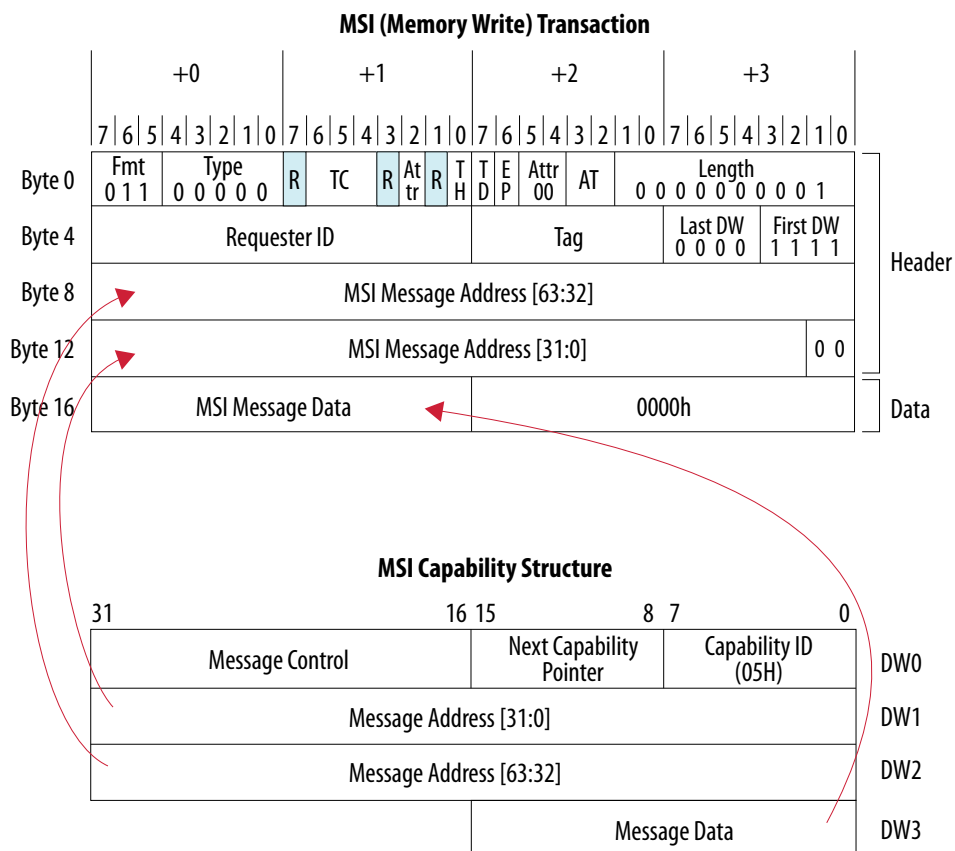 MSI (Memory Write) Transaction
+0 +1 +2 +3
7 6 5 4 3 2 1 0 7 6 5 4 3 2 1 0 7 6 5 4 3 2 1 0 7 6 5 4 3 2 1 0
Byte 0
Fmt
0 1 1
Type
0 0 0 0 0
R
TC
R
At
tr
R
T
H
T
D
E
P
Attr
00
AT
Length
0 0 0 0 0 0 0 0 0 1
Byte 4
Requester ID
Tag
Last DW
0 0 0 0
First DW
1 1 1 1
Header
Byte 8
MSI Message Address [63:32]
Byte 12
MSI Message Address [31:0]
0 0
Byte 16
MSI Message Data
0000h
Data
MSI Capability Structure
31 16 15 8 7 0
Message Control
Next Capability
Pointer
Capability ID
(05H)
DW0
Message Address [31:0]
DW1
Message Address [63:32]
DW2
Message Data
DW3